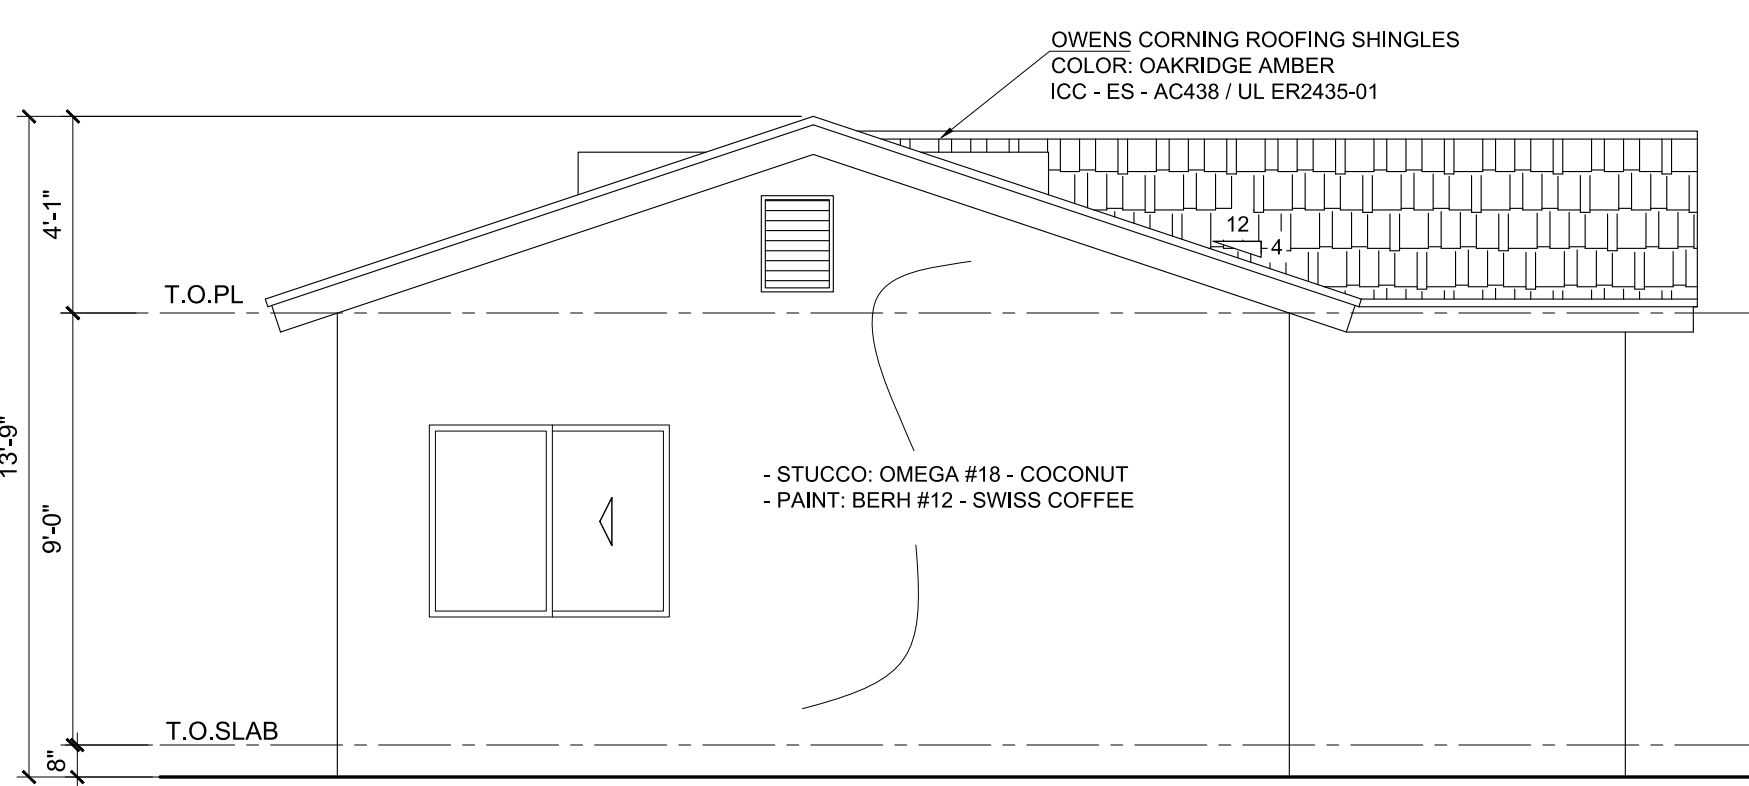 OWENS CORNING ROOFING SHINGLES
COLOR: OAKRIDGE AMBER
ICC - ES - AC438 / UL ER2435-01
4'-1"
12
4
T.O.PL
13'-9"
9'-0"
- STUCCO: OMEGA #18 - COCONUT
- PAINT: BERH #12 - SWISS COFFEE
T.O.SLAB
8"